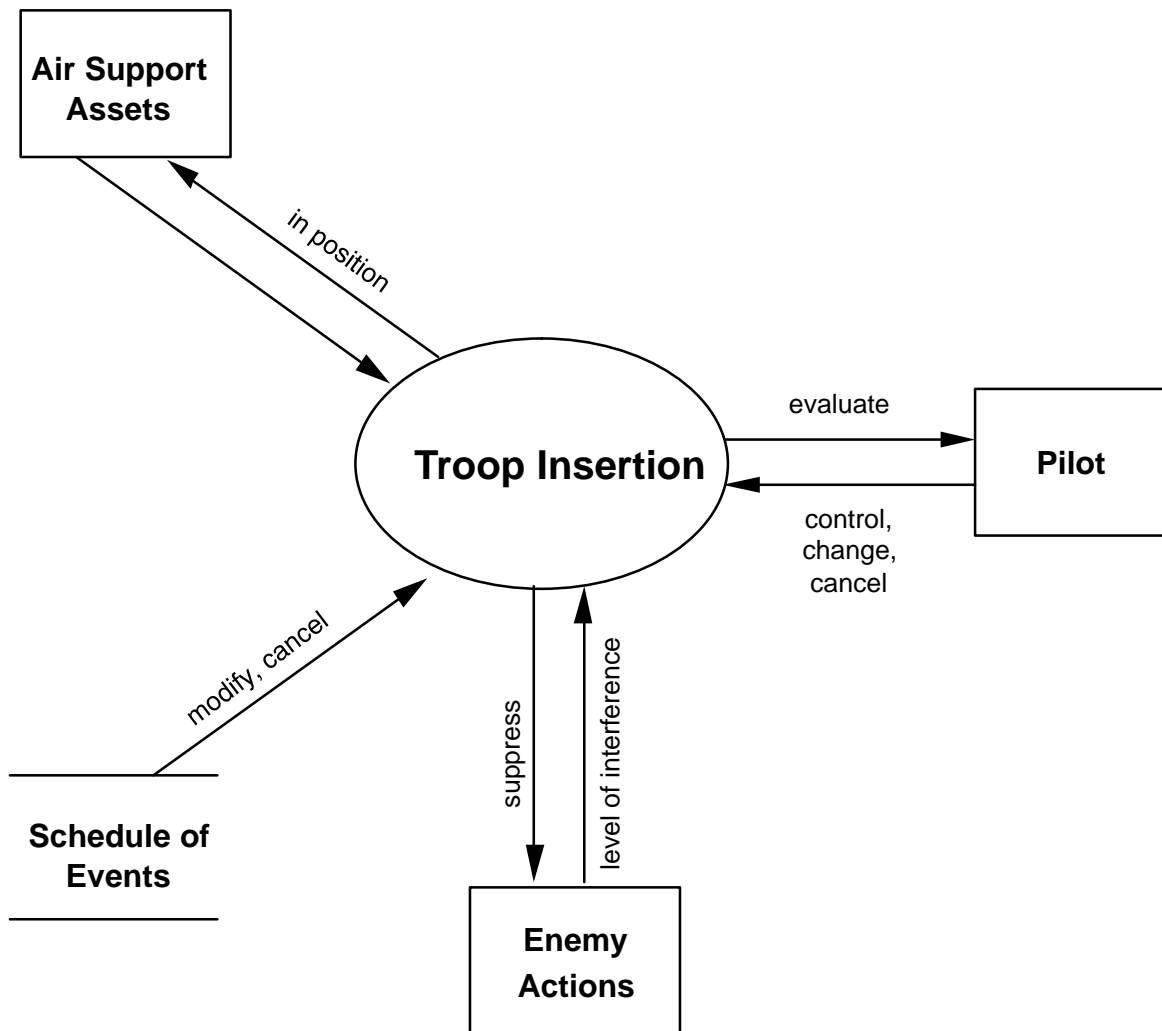 Air Support
Assets
in position
Troop Insertion
evaluate
Pilot
control,
change,
cancel
modify, cancel
suppress
level of interference
Schedule of
Events
Enemy
Actions